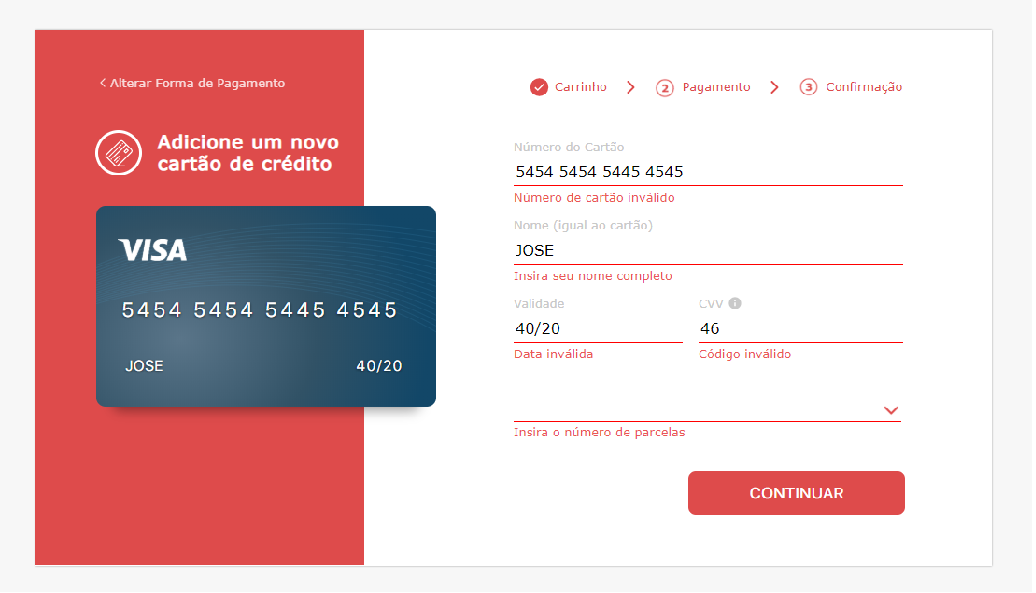 Alterar Forma de Pagamento
Adicione um novo
cartão de crédito
VISA
5454 5454 5445 4545
JOSE 40/20
Carrinho 2 Pagamento 3 Confirmação
Número do Cartão
5454 5454 5445 4545
Número de cartão inválido
Nome (igual ao cartão)
JOSE
Insira seu nome completo
Validade CVV i
40/20 46
Data inválida Código inválido
Insira o número de parcelas
CONTINUAR